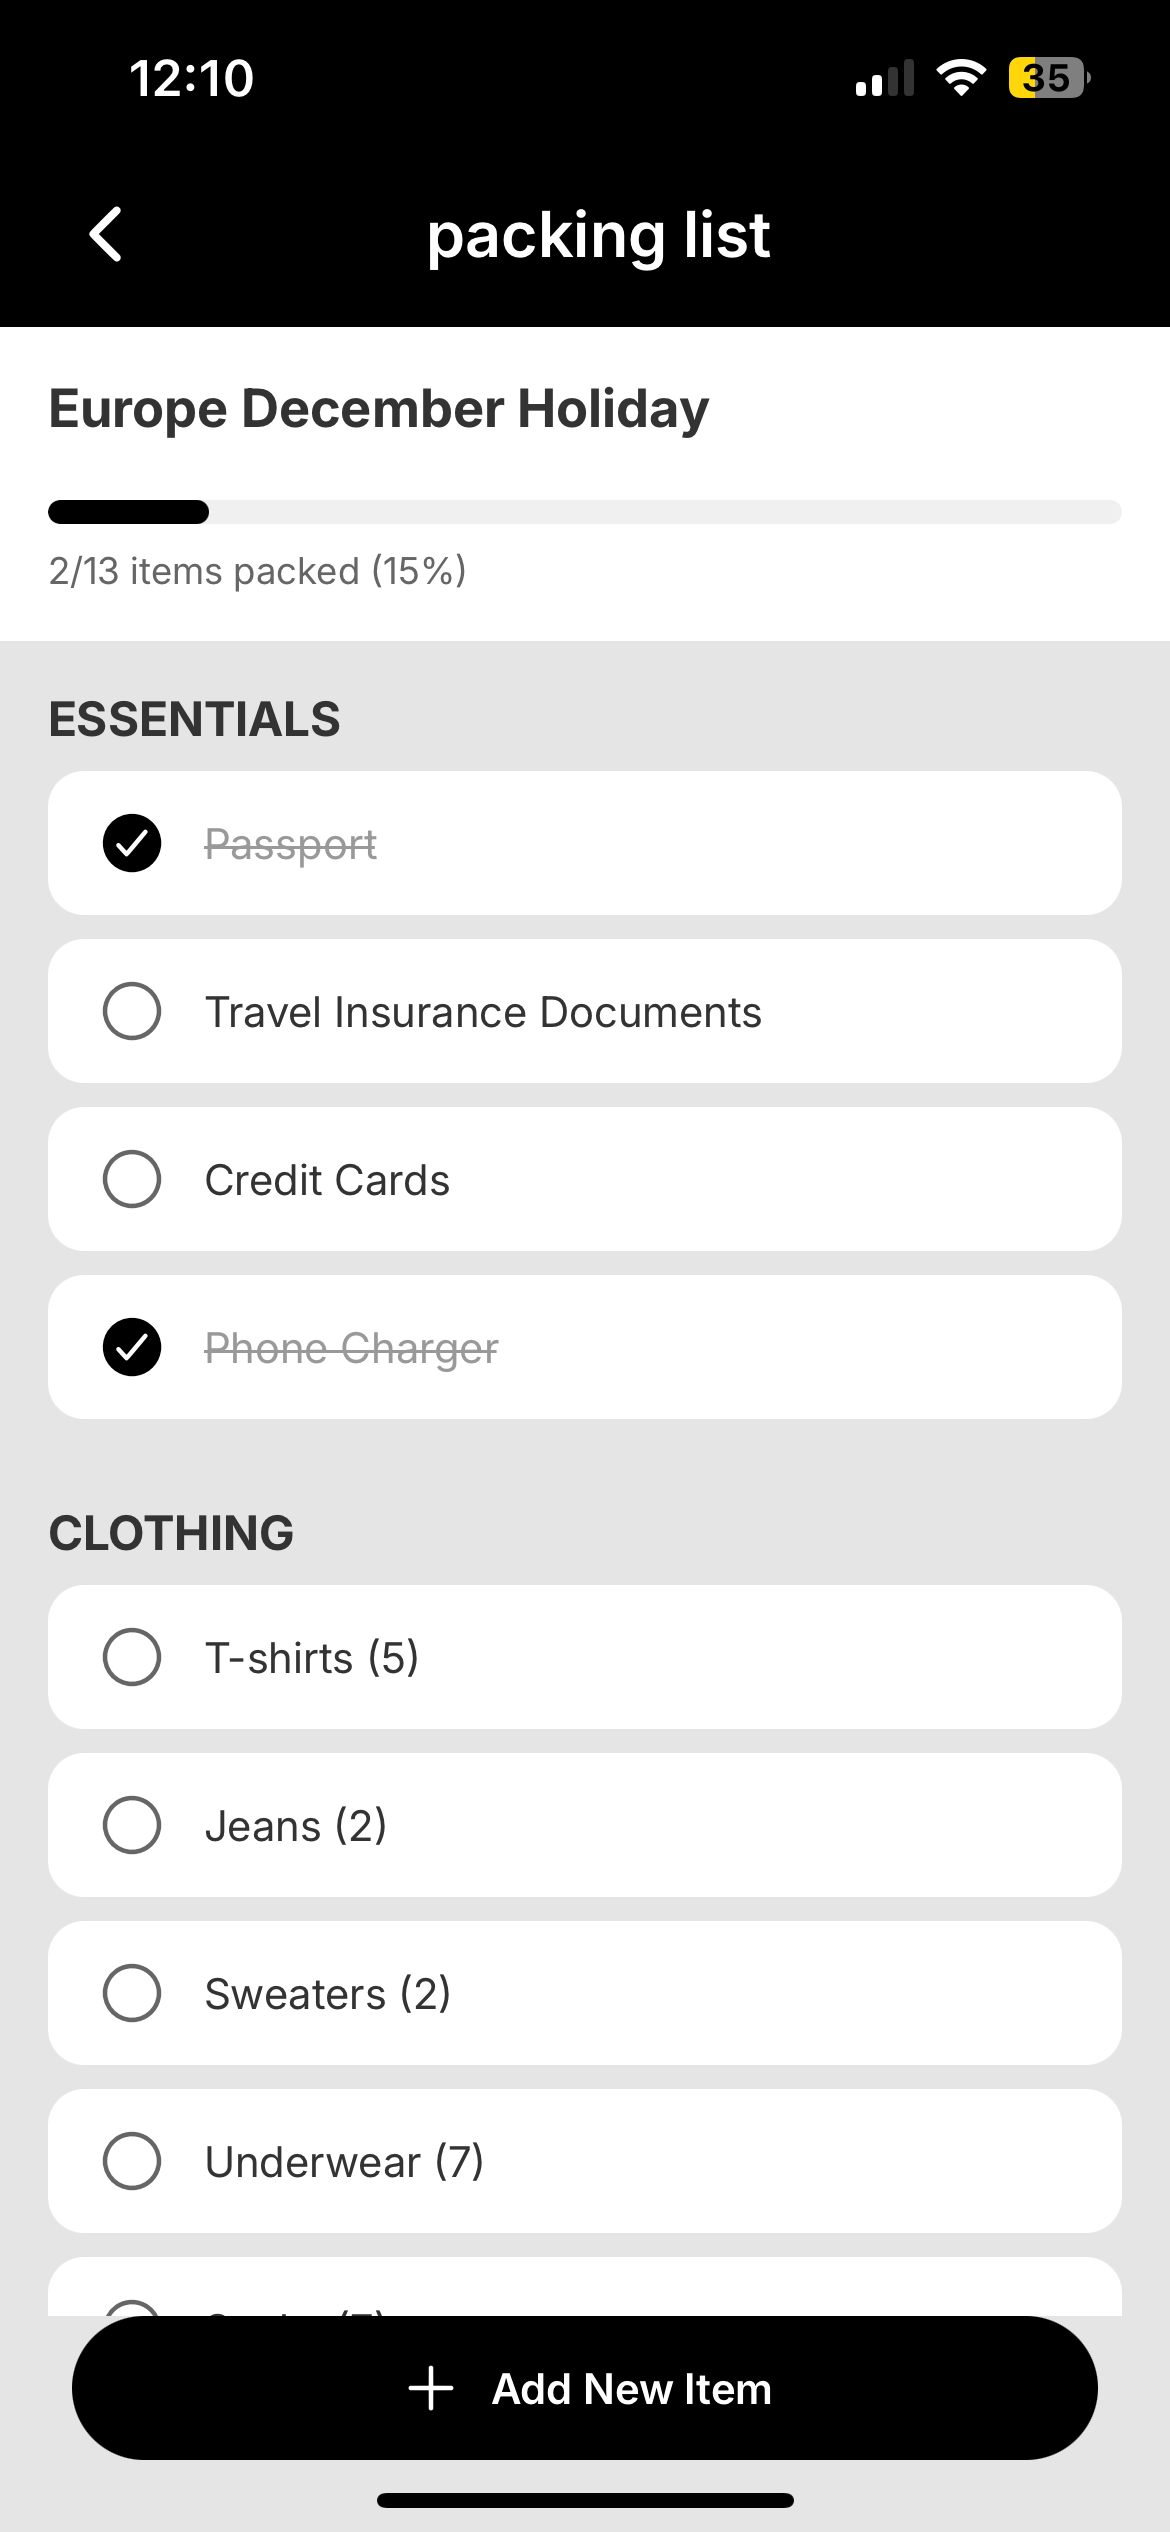 12:10
35
packing list
Europe December Holiday
2/13 items packed (15%)
ESSENTIALS
Passport
Travel Insurance Documents
Credit Cards
Phone Charger
CLOTHING
T-shirts (5)
Jeans (2)
Sweaters (2)
Underwear (7)
Add New Item